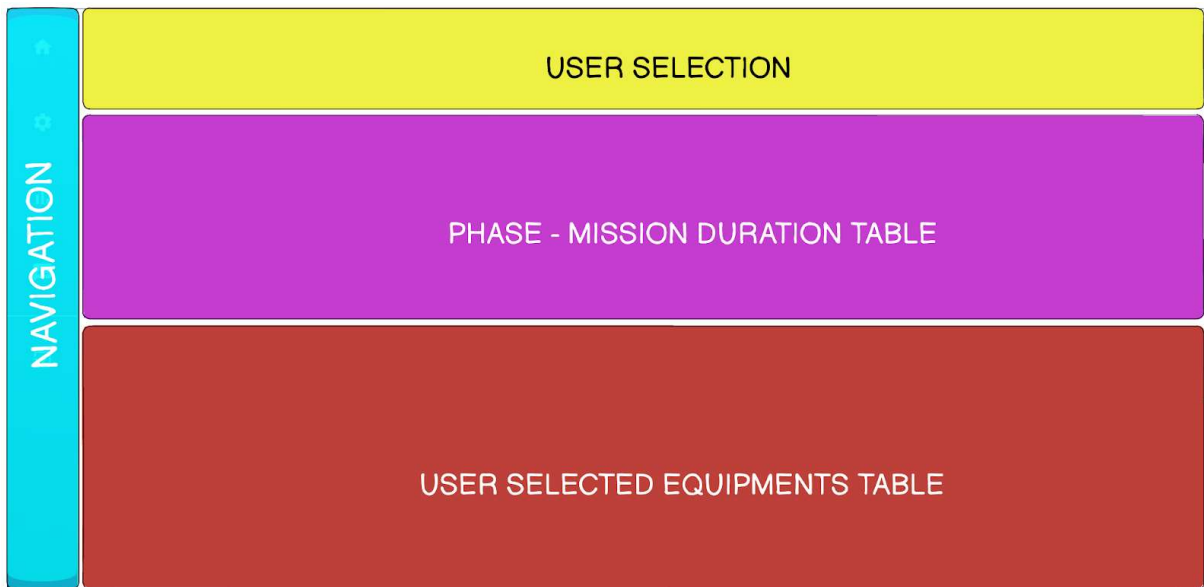 NAVIGATION
USER SELECTION
PHASE - MISSION DURATION TABLE
USER SELECTED EQUIPMENTS TABLE